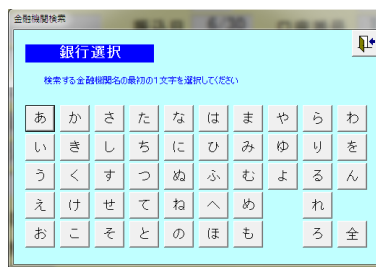 金融機関検索
6/30
銀行選択
検索する金融機関名の最初の1文字を選択してください
あ か さ た な は ま や ら わ
い き し ち に ひ み ゆ り を
う く す つ ぬ ふ む よ る ん
え け せ て ね へ め れ
お こ そ と の ほ も ろ 全